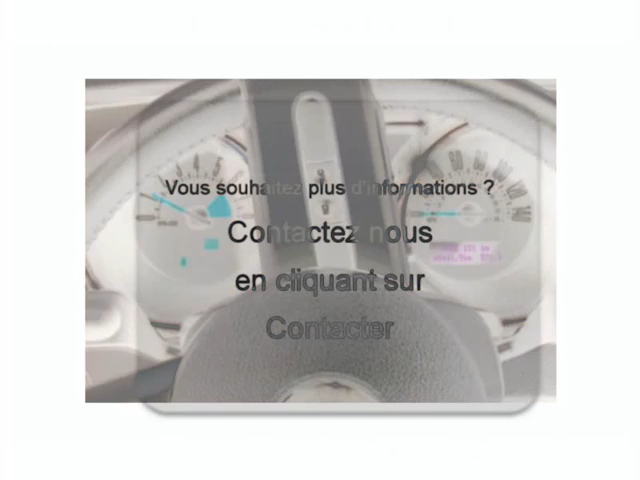 Vous souhaitez plus d'informations ?
Contactez nous
en cliquant sur
Contacter